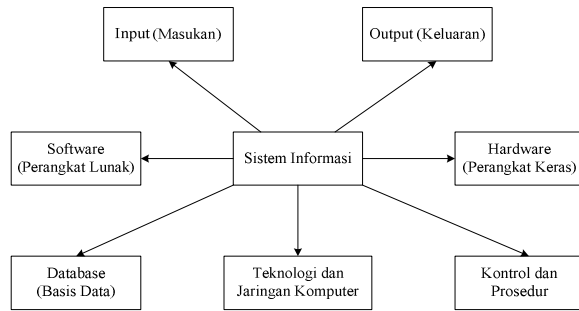 Input (Masukan)
Output (Keluaran)
Software
(Perangkat Lunak)
Sistem Informasi
Hardware
(Perangkat Keras)
Database
(Basis Data)
Teknologi dan
Jaringan Komputer
Kontrol dan
Prosedur